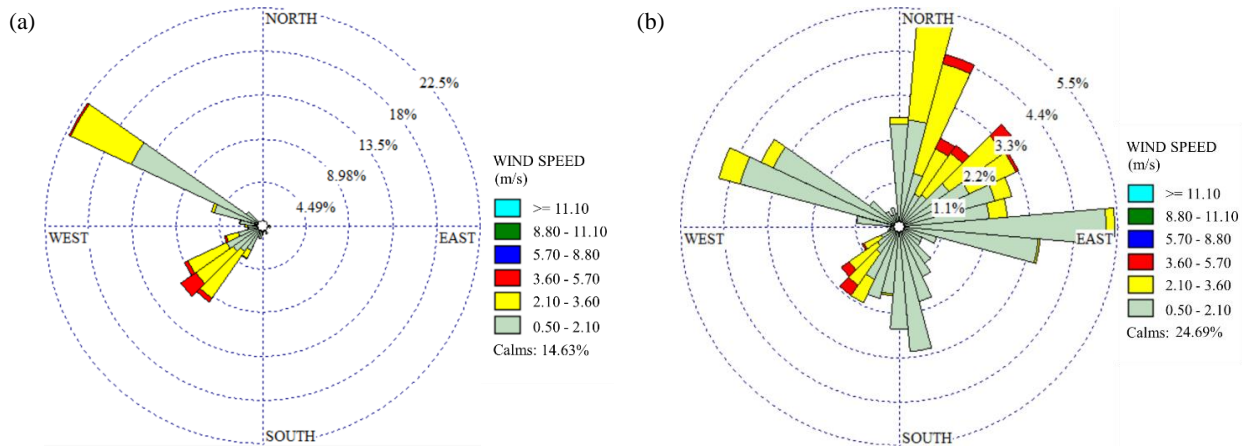 (a)
NORTH
22.5%
18%
13.5%
8.98%
4.49%
WEST
EAST
SOUTH
WIND SPEED
(m/s)
>= 11.10
8.80 - 11.10
5.70 - 8.80
3.60 - 5.70
2.10 - 3.60
0.50 - 2.10
Calms: 14.63%
(b)
NORTH
5.5%
4.4%
3.3%
2.2%
1.1%
WEST
EAST
SOUTH
WIND SPEED
(m/s)
>= 11.10
8.80 - 11.10
5.70 - 8.80
3.60 - 5.70
2.10 - 3.60
0.50 - 2.10
Calms: 24.69%